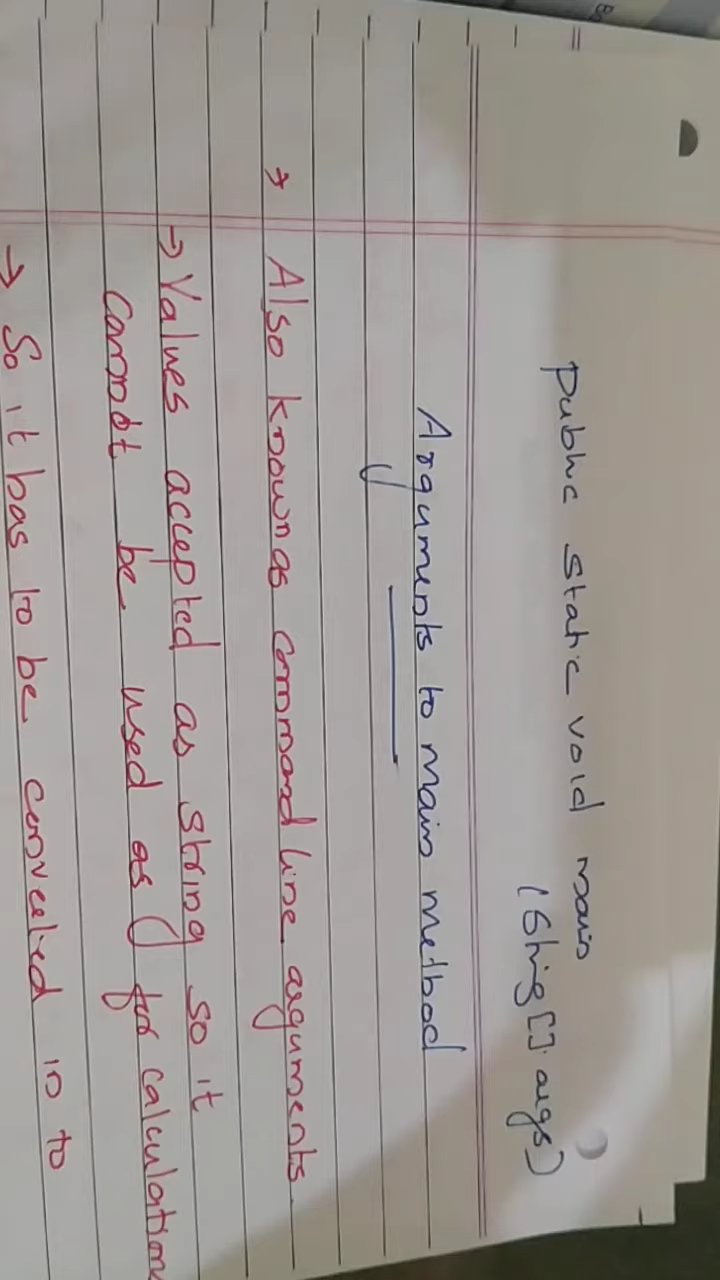 public static void main
(String[] args)
Arguments to main method
* Also known as command line arguments
→ Values accepted as string so it
cannot be used as for calculation
→ So it has to be converted in to